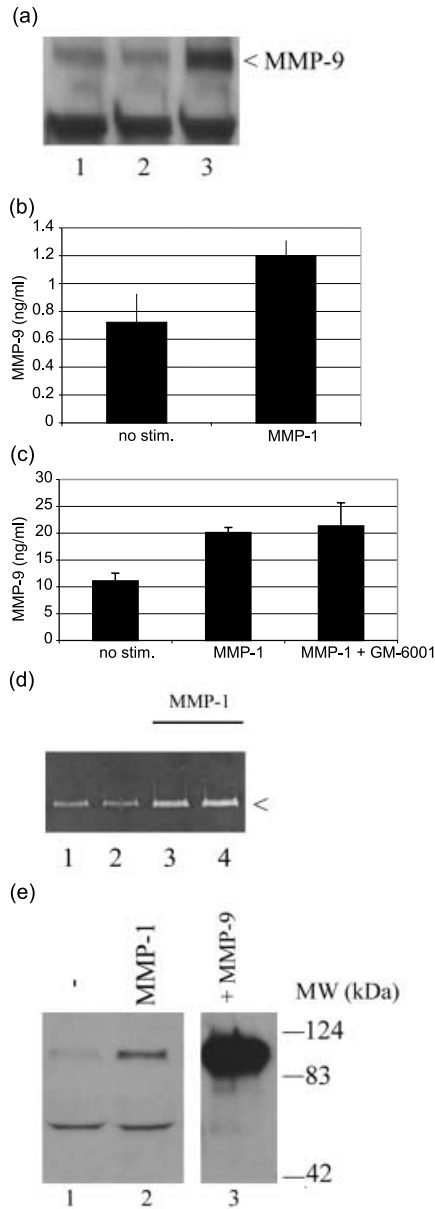 (a)
< MMP-9
1 2 3
(b)
MMP-9 (ng/ml)
1.4
1.2
1
0.8
0.6
0.4
0.2
0
no stim. MMP-1
(c)
MMP-9 (ng/ml)
30
25
20
15
10
5
0
no stim. MMP-1 MMP-1 + GM-6001
(d)
MMP-1
<
1 2 3 4
(e)
- MMP-1 + MMP-9
MW (kDa)
—124
—83
—42
1 2 3